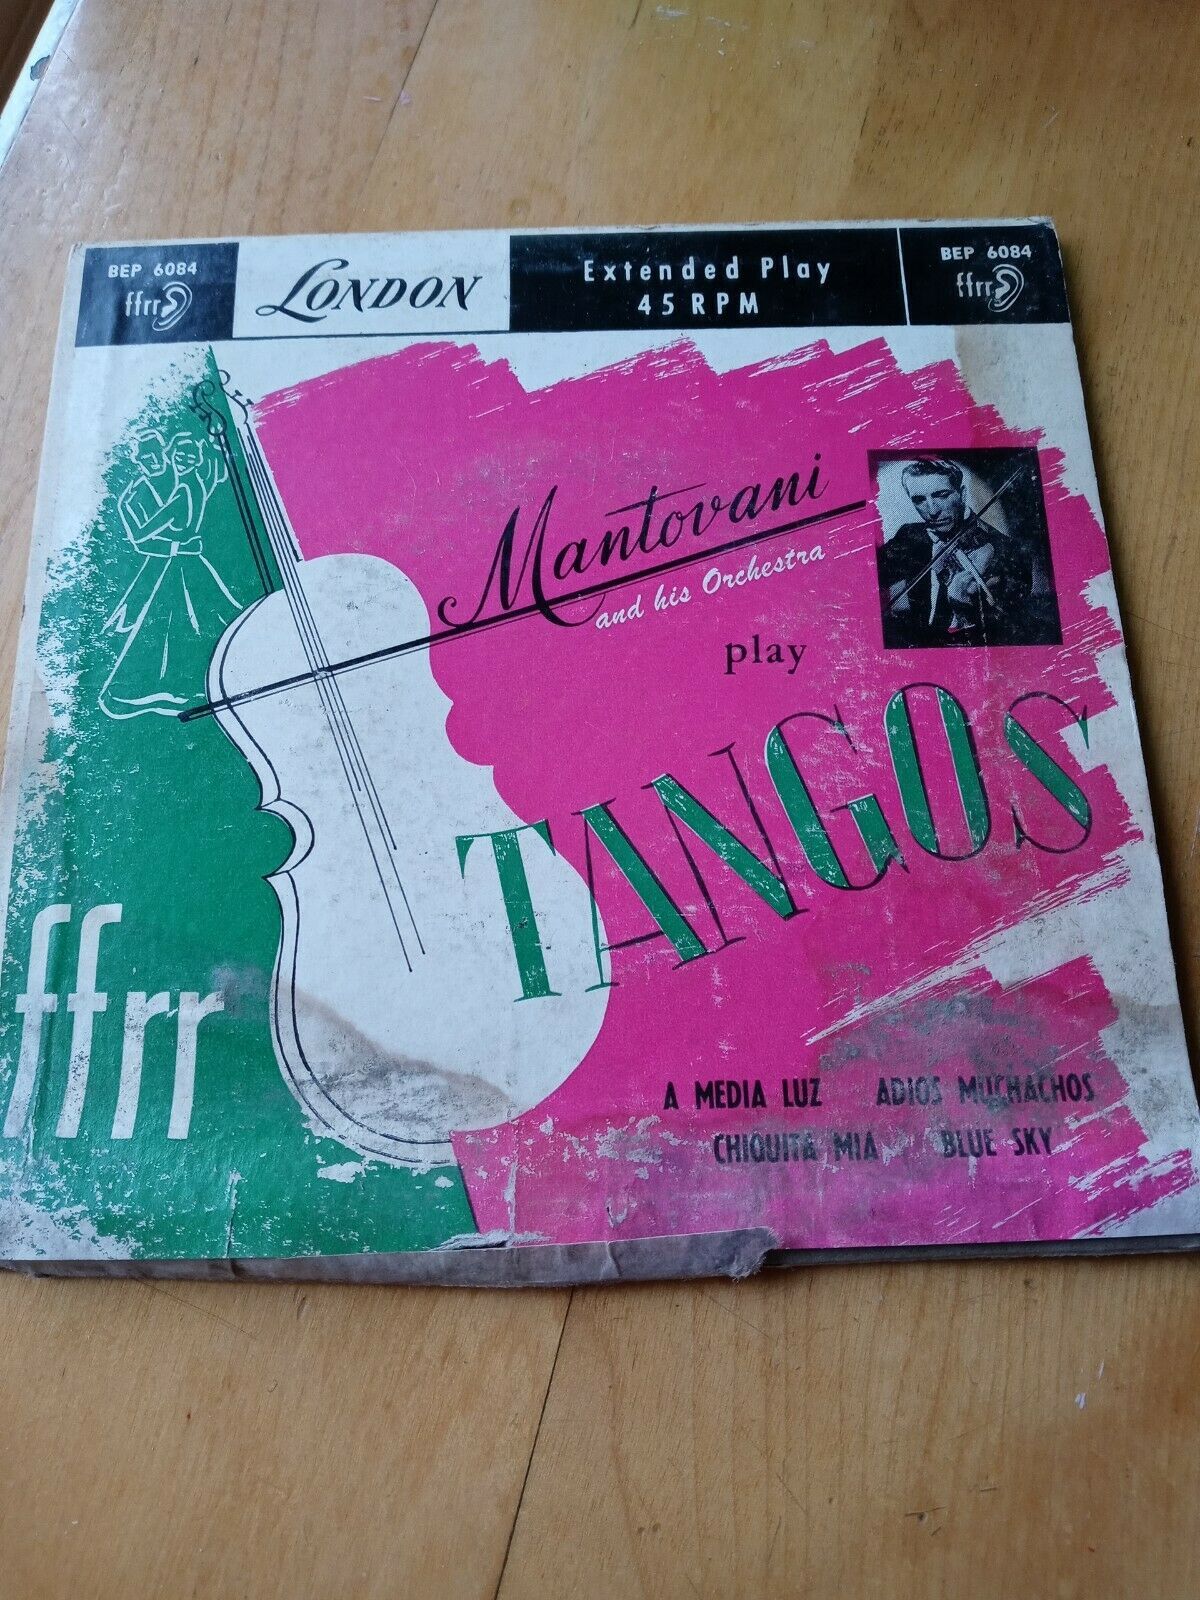 BEP 6084
ffrr
LONDON
Extended Play
45 RPM
BEP 6084
ffrr
Mantovani
and his Orchestra
play
TANGOS
ffrr
A MEDIA LUZ ADIOS MUCHACHOS
CHIQUITA MIA BLUE SKY